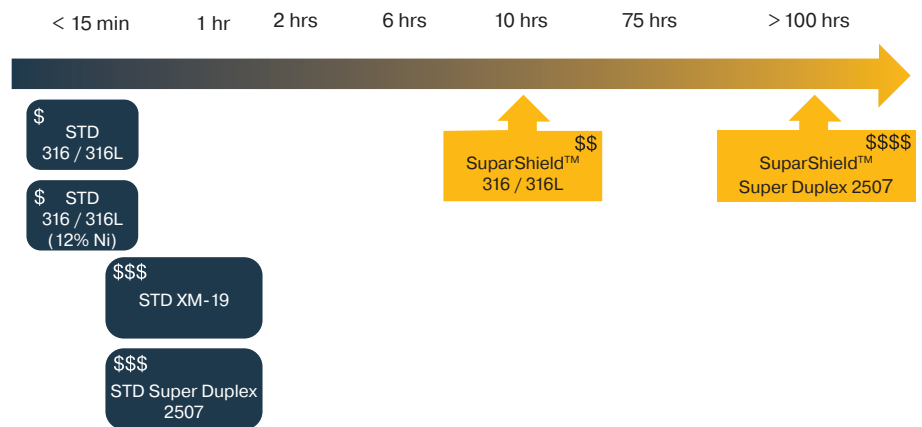 < 15 min
1 hr
2 hrs
6 hrs
10 hrs
75 hrs
> 100 hrs
$
STD
316 / 316L
$$
SuparShield™
316 / 316L
$$$$
SuparShield™
Super Duplex 2507
$ STD
316 / 316L
(12% Ni)
$$$
STD XM-19
$$$
STD Super Duplex
2507